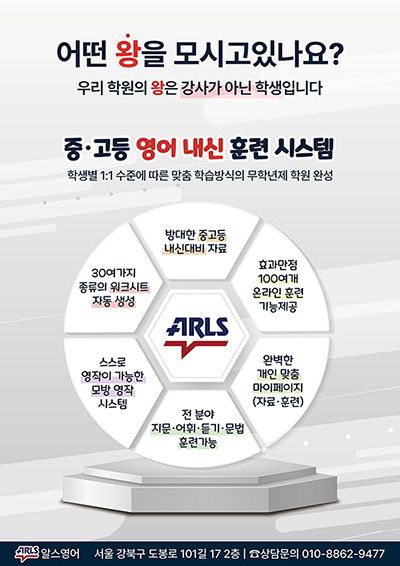 어떤 왕을 모시고있나요?
우리 학원의 왕은 강사가 아닌 학생입니다
중·고등 영어 내신 훈련 시스템
학생별 1:1 수준에 따른 맞춤 학습방식의 무학년제 학원 완성
방대한 중고등
내신대비 자료
30여가지
종류의 워크시트
자동 생성
효과만점
100여개
온라인 훈련
기능제공
ARLS
스스로
영작이 가능한
모방 영작
시스템
완벽한
개인 맞춤
마이페이지
(자료·훈련)
전 분야
지문·어휘·듣기·문법
훈련가능
ARLS 알스영어 서울 강북구 도봉로 101길 17 2층 | ☎상담문의 010-8862-9477